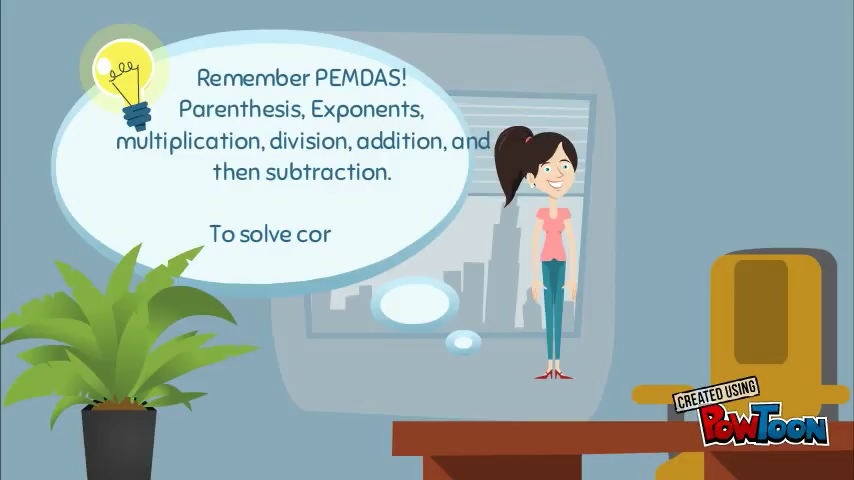 Remember PEMDAS!
Parenthesis, Exponents,
multiplication, division, addition, and
then subtraction.
To solve cor
CREATED USING
POWTOON